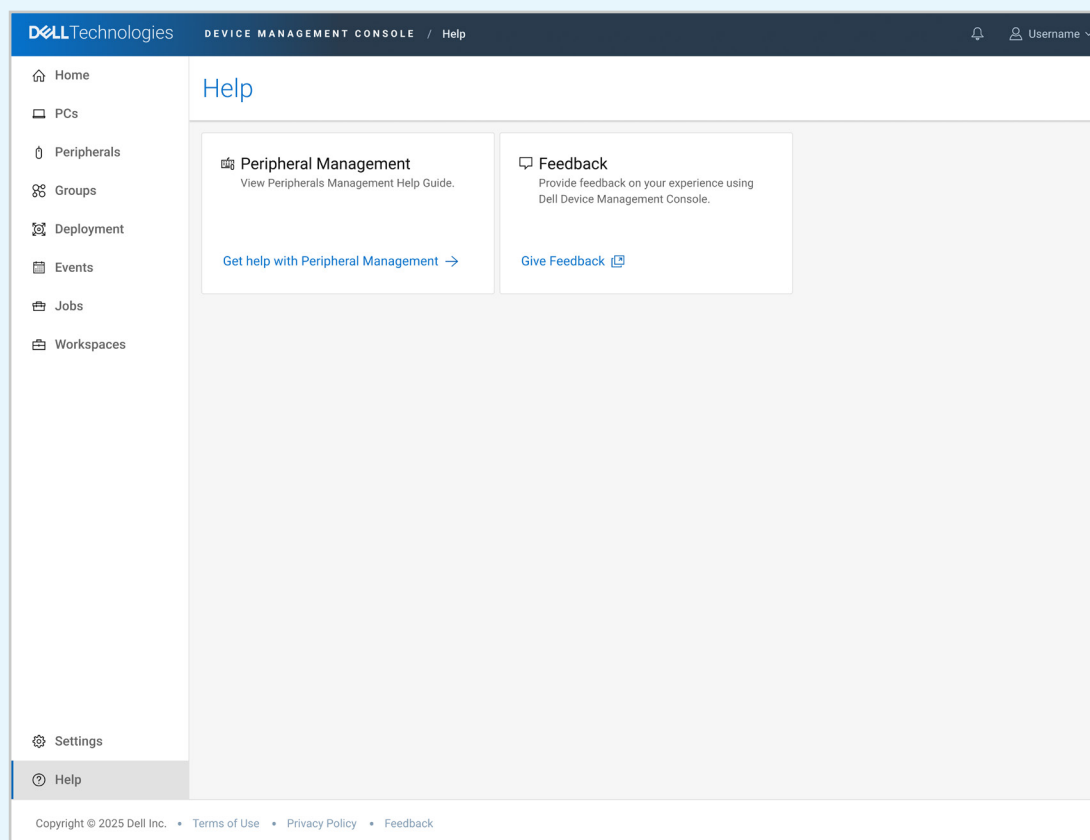 DELLTechnologies DEVICE MANAGEMENT CONSOLE / Help Username
Home
PCs
Peripherals
Groups
Deployment
Events
Jobs
Workspaces
Settings
Help
Help
Peripheral Management
View Peripherals Management Help Guide.
Get help with Peripheral Management →
Feedback
Provide feedback on your experience using
Dell Device Management Console.
Give Feedback
Copyright © 2025 Dell Inc. • Terms of Use • Privacy Policy • Feedback